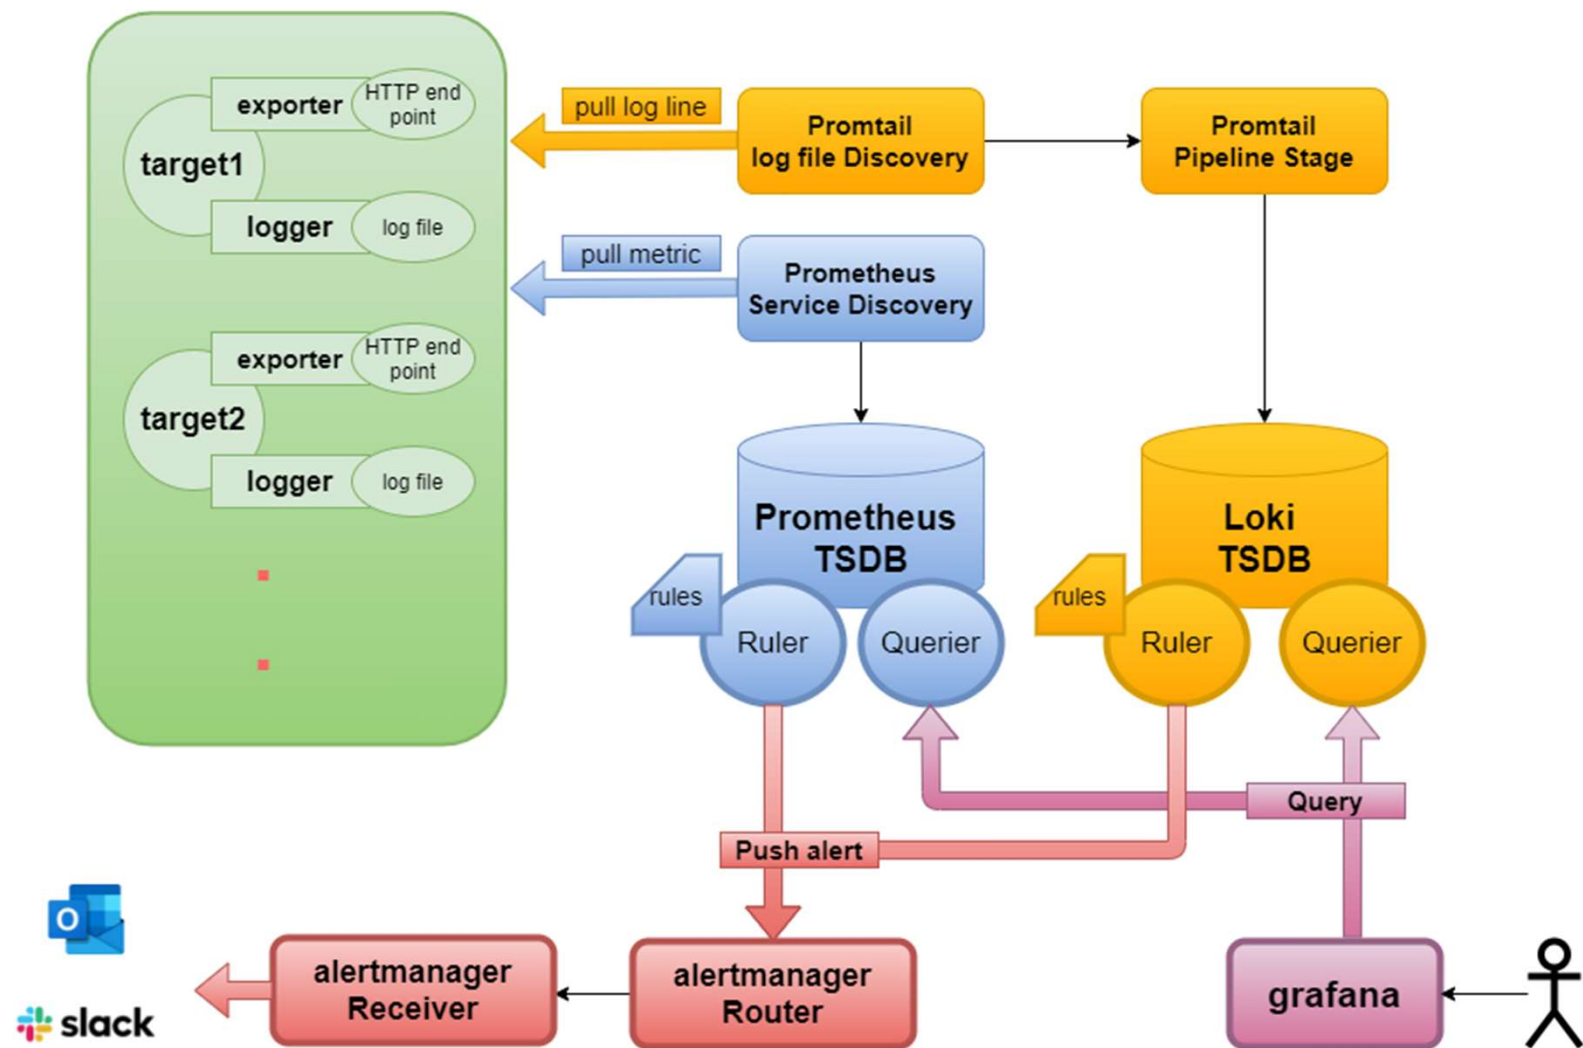 exporter
HTTP end
point
target1
logger
log file
exporter
HTTP end
point
target2
logger
log file
pull log line
Promtail
log file Discovery
Promtail
Pipeline Stage
pull metric
Prometheus
Service Discovery
Prometheus
TSDB
rules
Ruler
Querier
Loki
TSDB
rules
Ruler
Querier
Query
Push alert
O
slack
alertmanager
Receiver
alertmanager
Router
grafana